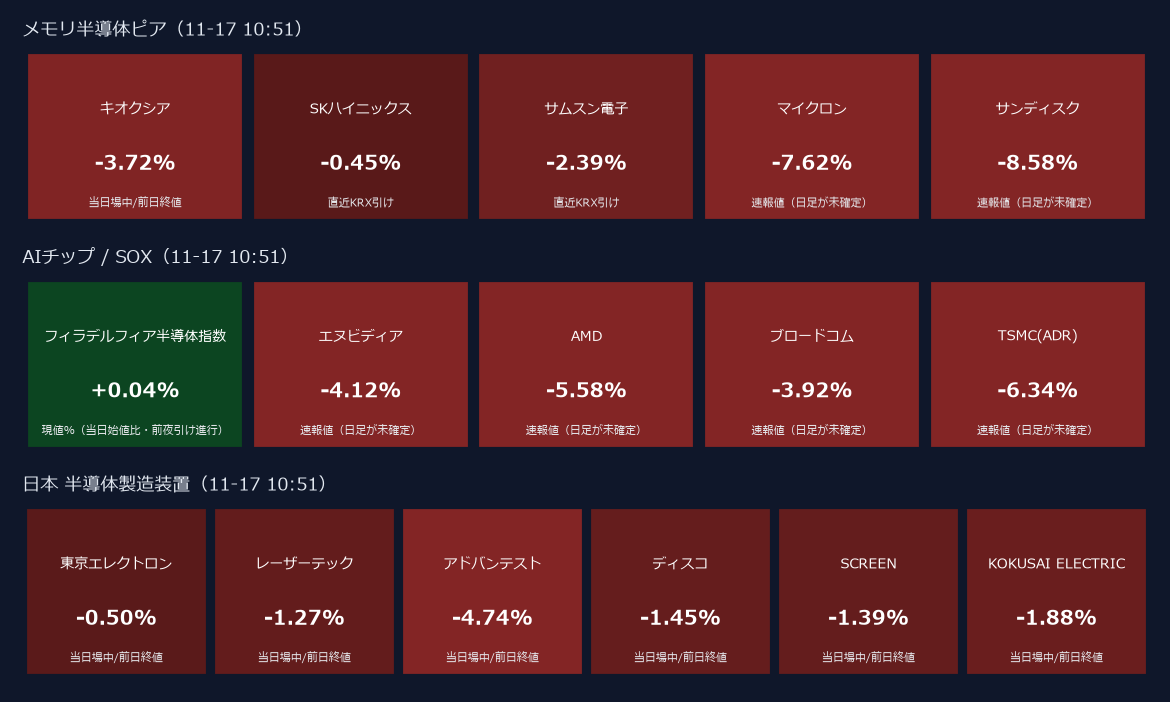 メモリ半導体ピア（11-17 10:51）
キオクシア
-3.72%
当日場中/前日終値
SKハイニックス
-0.45%
直近KRX引け
サムスン電子
-2.39%
直近KRX引け
マイクロン
-7.62%
速報値（日足が未確定）
サンディスク
-8.58%
速報値（日足が未確定）
AIチップ / SOX（11-17 10:51）
フィラデルフィア半導体指数
+0.04%
現値%（当日始値比・前夜引け進行）
エヌビディア
-4.12%
速報値（日足が未確定）
AMD
-5.58%
速報値（日足が未確定）
ブロードコム
-3.92%
速報値（日足が未確定）
TSMC(ADR)
-6.34%
速報値（日足が未確定）
日本 半導体製造装置（11-17 10:51）
東京エレクトロン
-0.50%
当日場中/前日終値
レーザーテック
-1.27%
当日場中/前日終値
アドバンテスト
-4.74%
当日場中/前日終値
ディスコ
-1.45%
当日場中/前日終値
SCREEN
-1.39%
当日場中/前日終値
KOKUSAI ELECTRIC
-1.88%
当日場中/前日終値